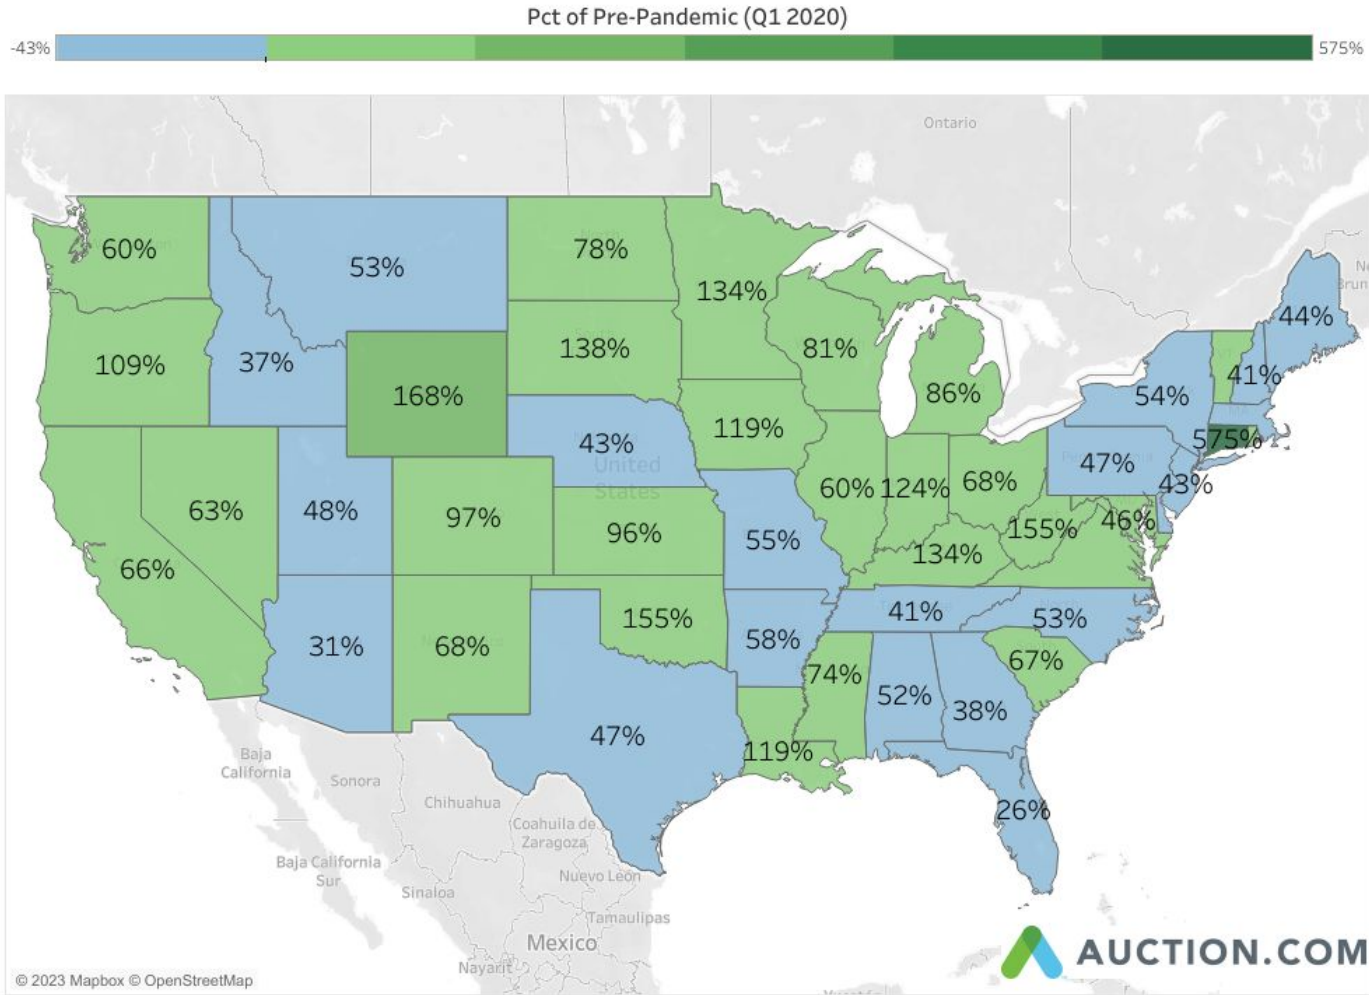 Pct of Pre-Pandemic (Q1 2020)
-43%
575%
Ontario
60%
53%
78%
134%
44%
109%
37%
168%
138%
81%
86%
54%
41%
119%
43%
United
States
575%
47%
63%
48%
97%
96%
60%
124%
68%
43%
66%
55%
155%
46%
134%
31%
68%
155%
58%
41%
53%
74%
67%
47%
52%
38%
119%
26%
Baja
California
Sonora
Chihuahua
Coahuila de
Zaragoza
Baja California
Sur
Sinaloa
Nuevo León
Tamaulipas
Mexico
Nayarit
AUCTION.COM
© 2023 Mapbox © OpenStreetMap